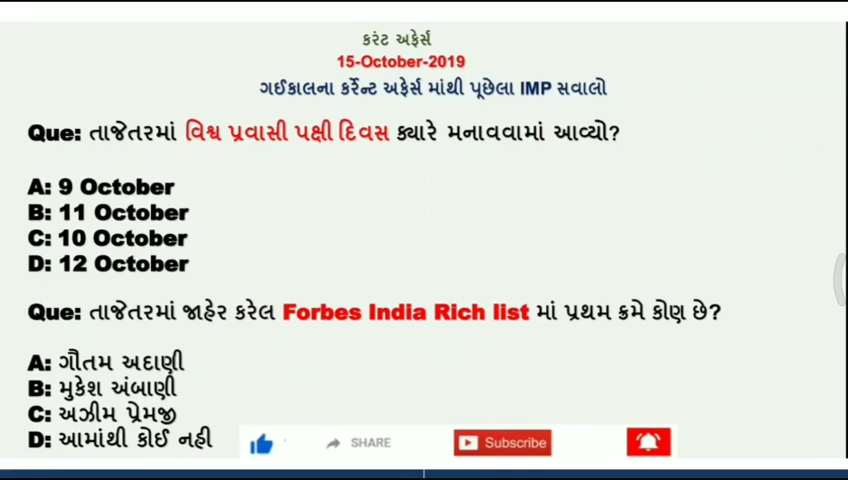 કરંટ અફેર્સ
15-October-2019
ગઈકાલના કર્રેન્ટ અફેર્સ માંથી પૂછેલા IMP સવાલો
Que: તાજેતરમાં વિશ્વ પ્રવાસી પક્ષી દિવસ ક્યારે મનાવવામાં આવ્યો?
A: 9 October
B: 11 October
C: 10 October
D: 12 October
Que: તાજેતરમાં જાહેર કરેલ Forbes India Rich list માં પ્રથમ ક્રમે કોણ છે?
A: ગૌતમ અદાણી
B: મુકેશ અંબાણી
C: અઝીમ પ્રેમજી
D: આમાંથી કોઈ નહી
SHARE Subscribe